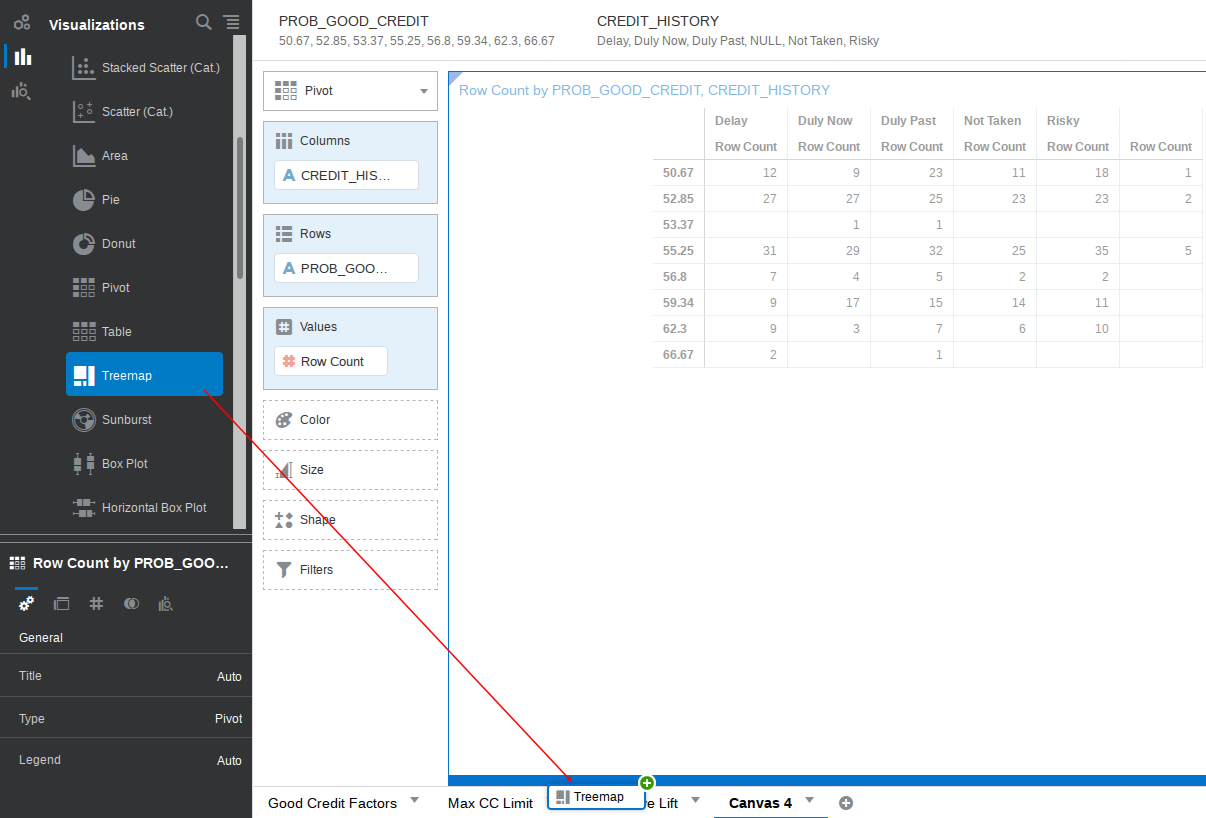 Visualizations
Stacked Scatter (Cat.)
Scatter (Cat.)
Area
Pie
Donut
Pivot
Table
Treemap
Sunburst
Box Plot
Horizontal Box Plot
Row Count by PROB_GOO...
General
Title Auto
Type Pivot
Legend Auto
PROB_GOOD_CREDIT
50.67, 52.85, 53.37, 55.25, 56.8, 59.34, 62.3, 66.67
CREDIT_HISTORY
Delay, Duly Now, Duly Past, NULL, Not Taken, Risky
Pivot
Columns
A CREDIT_HIS...
Rows
A PROB_GOO...
Values
Row Count
Color
Size
Shape
Filters
Row Count by PROB_GOOD_CREDIT, CREDIT_HISTORY
Delay Duly Now Duly Past Not Taken Risky
Row Count Row Count Row Count Row Count Row Count Row Count
50.67 12 9 23 11 18 1
52.85 27 27 25 23 23 2
53.37 1 1
55.25 31 29 32 25 35 5
56.8 7 4 5 2 2
59.34 9 17 15 14 11
62.3 9 3 7 6 10
66.67 2 1
Good Credit Factors Max CC Limit Treemap e Lift Canvas 4